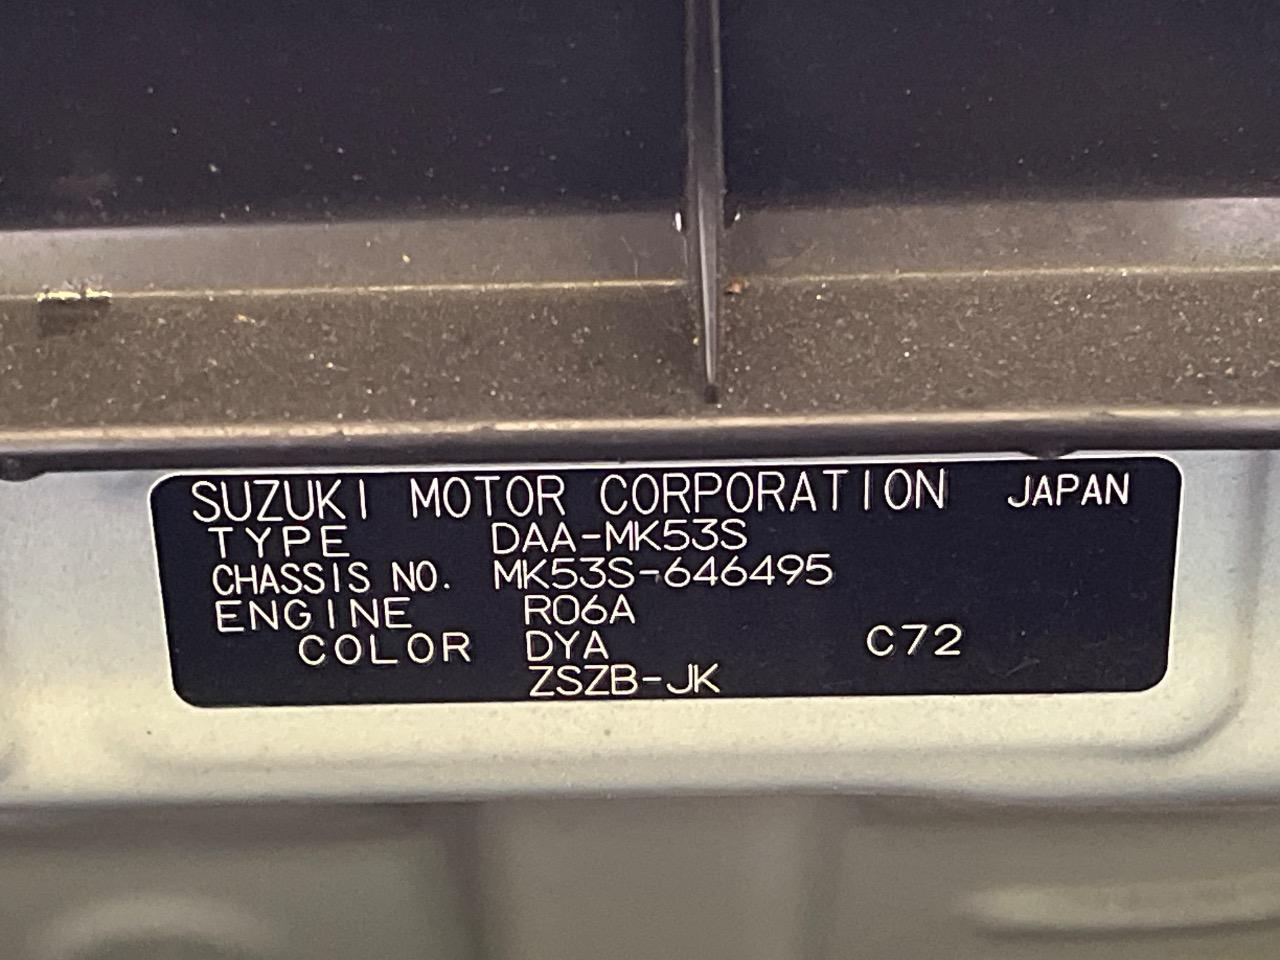 SUZUKI MOTOR CORPORATION JAPAN
TYPE DAA-MK53S
CHASSIS NO. MK53S-646495
ENGINE R06A
COLOR DYA C72
ZSZB-JK